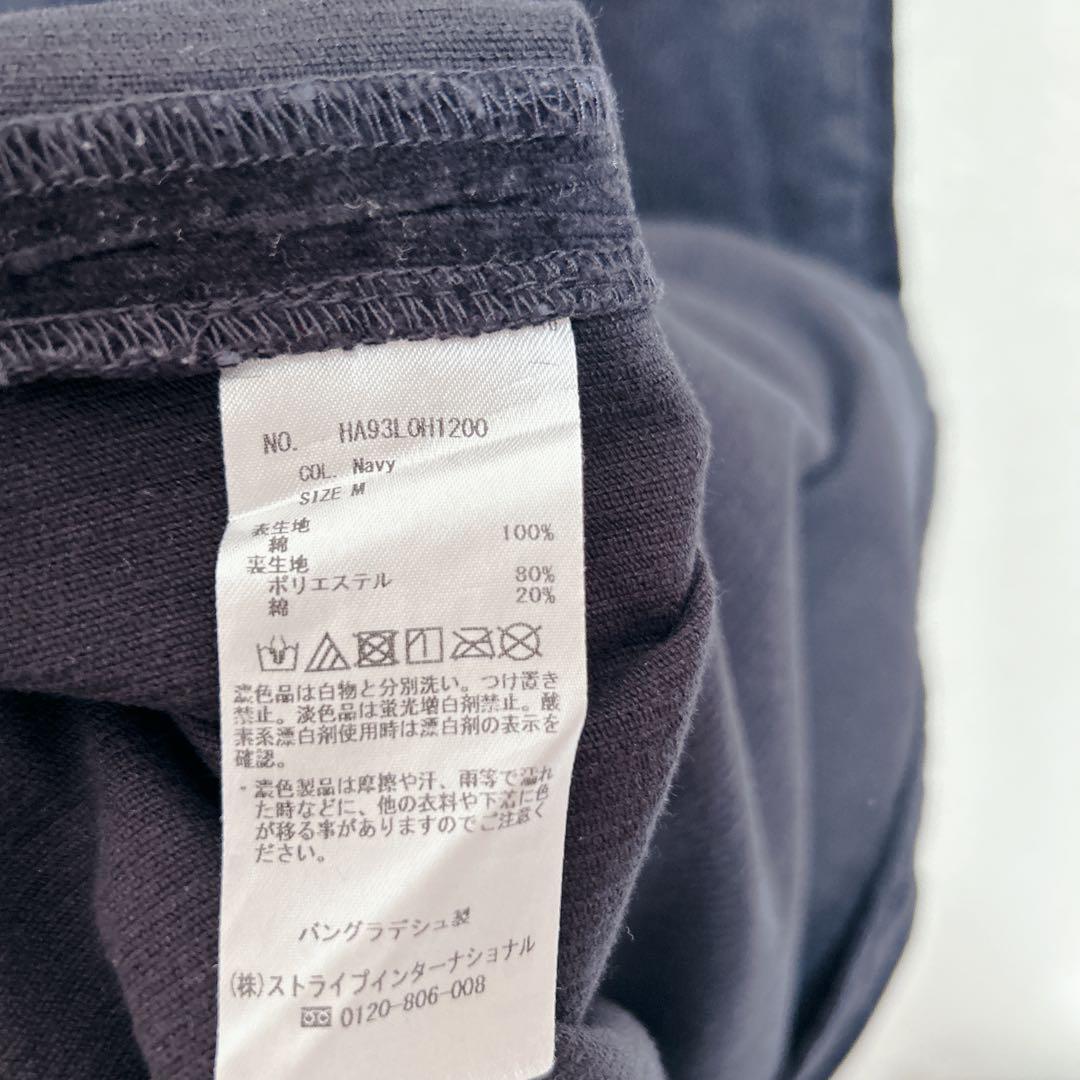 NO. HA93L0H1200
COL. Navy
SIZE M
表生地
綿 100%
裏生地
ポリエステル 80%
綿 20%
濃色品は白物と分別洗い。つけ置き
禁止。淡色品は蛍光増白剤禁止。酸
素系漂白剤使用時は漂白剤の表示を
確認。
・濃色製品は摩擦や汗、雨等で濡れ
た時などに、他の衣料や下着に色
が移る事がありますのでご注意く
ださい。
バングラデシュ製
(株)ストライプインターナショナル
0120-806-008